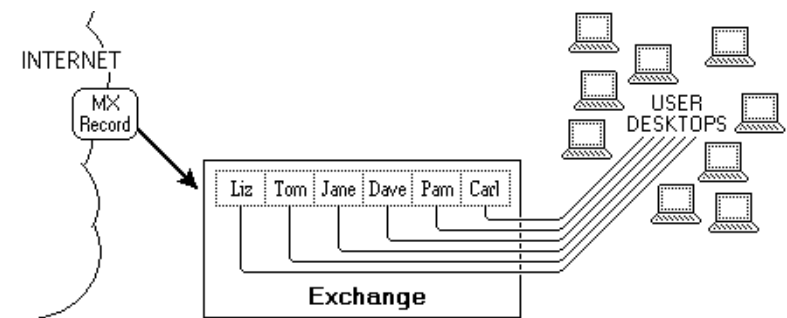 INTERNET
MX
Record
Liz Tom Jane Dave Pam Carl
Exchange
USER
DESKTOPS